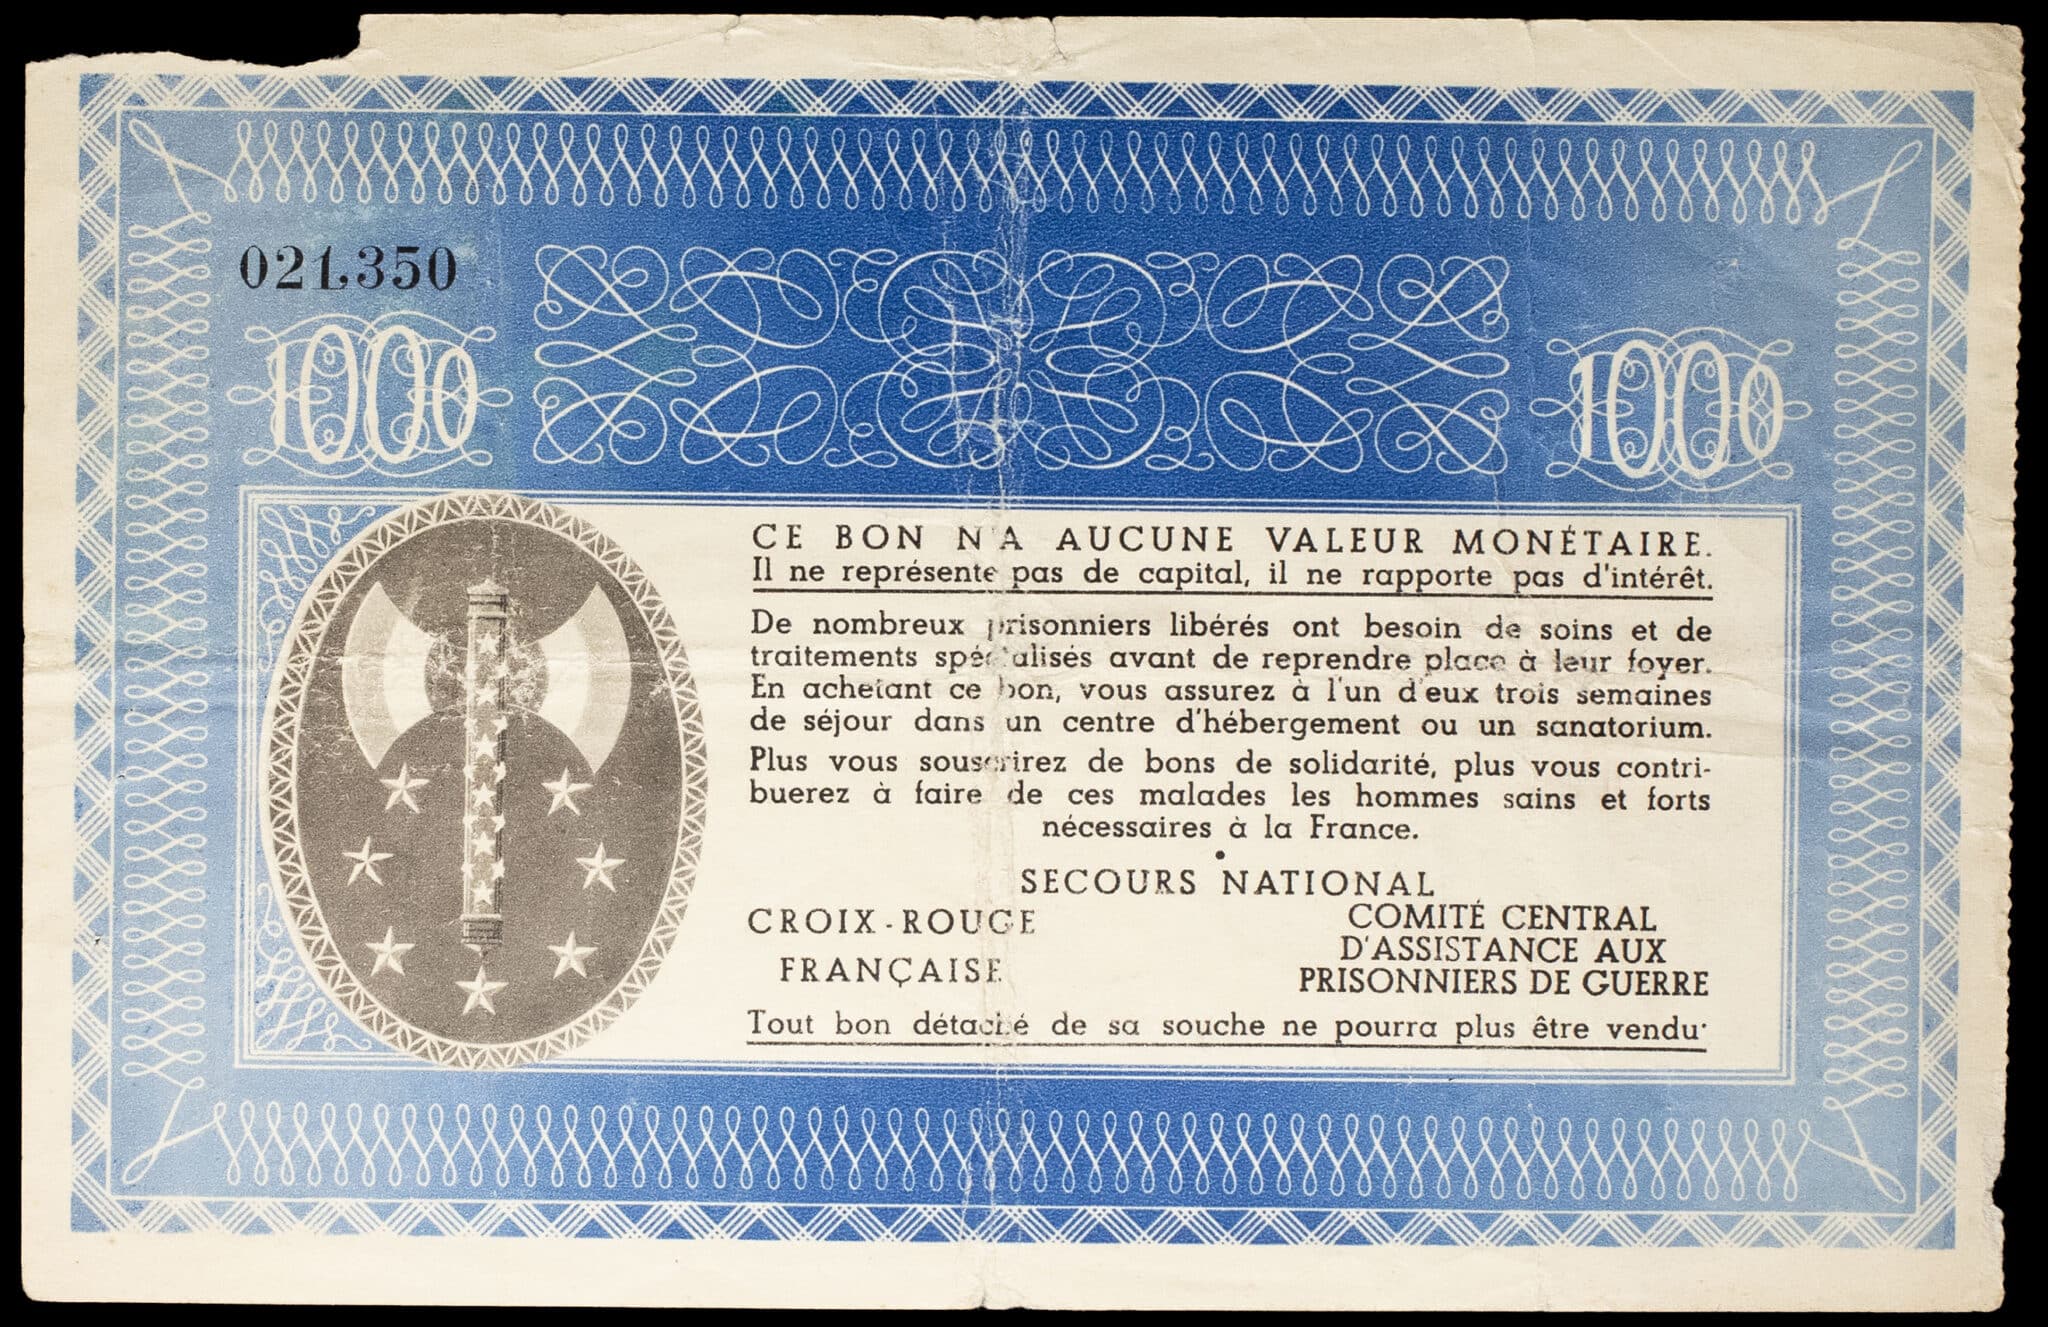 021.350
1000 1000
CE BON N'A AUCUNE VALEUR MONÉTAIRE.
Il ne représente pas de capital, il ne rapporte pas d'intérêt.
De nombreux prisonniers libérés ont besoin de soins et de
traitements spécialisés avant de reprendre place à leur foyer.
En achetant ce bon, vous assurez à l'un d'eux trois semaines
de séjour dans un centre d'hébergement ou un sanatorium.
Plus vous souscrirez de bons de solidarité, plus vous contri-
buerez à faire de ces malades les hommes sains et forts
nécessaires à la France.
SECOURS NATIONAL
CROIX-ROUGE
FRANÇAISE
COMITÉ CENTRAL
D'ASSISTANCE AUX
PRISONNIERS DE GUERRE
Tout bon détaché de sa souche ne pourra plus être vendu.